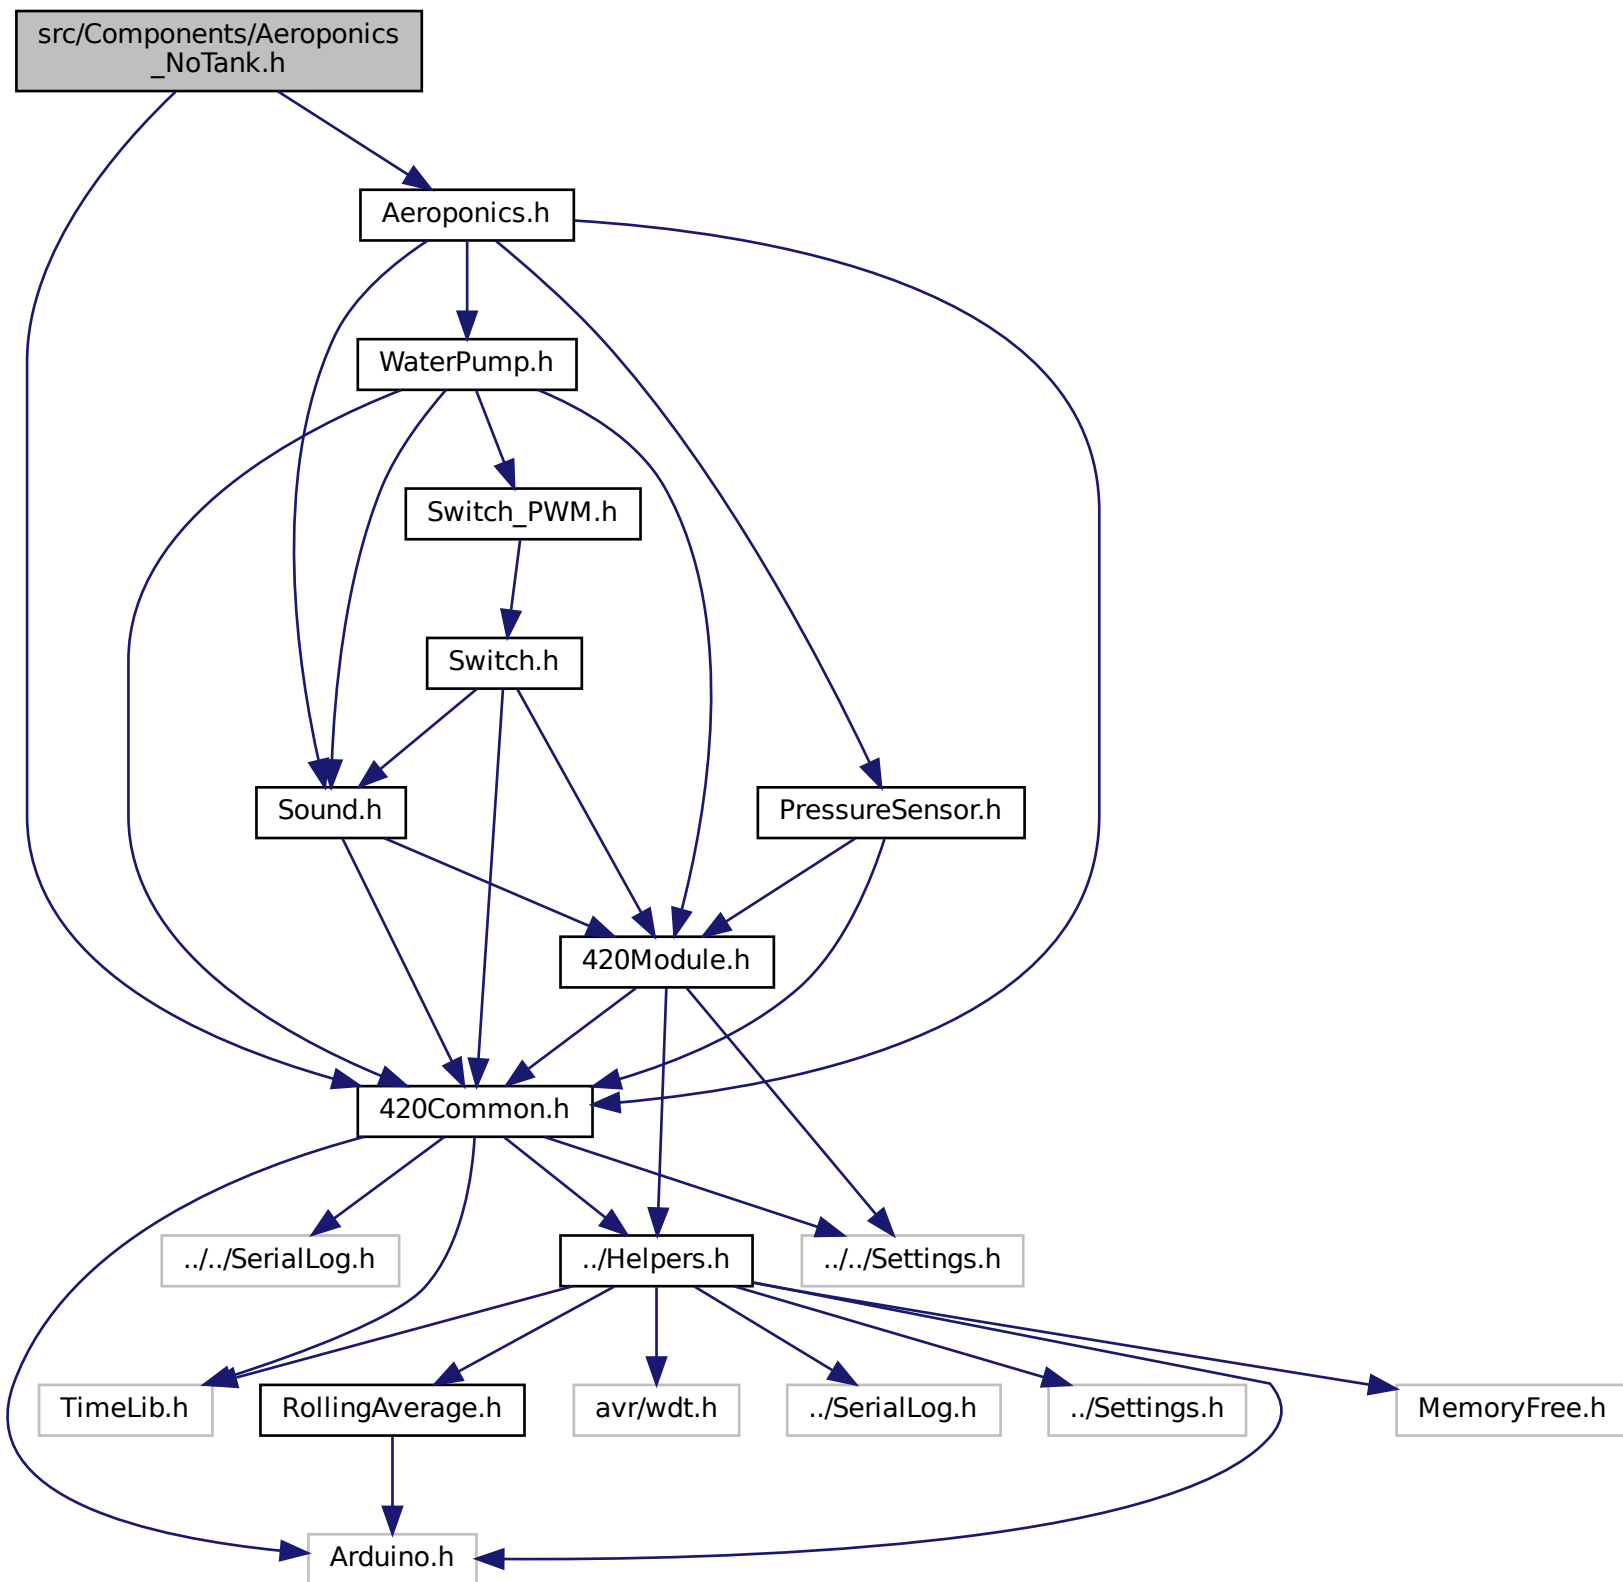 src/Components/Aeroponics
_NoTank.h
Aeroponics.h
WaterPump.h
Switch_PWM.h
Switch.h
Sound.h
PressureSensor.h
420Module.h
420Common.h
../../SerialLog.h
../Helpers.h
../../Settings.h
TimeLib.h
RollingAverage.h
avr/wdt.h
../SerialLog.h
../Settings.h
MemoryFree.h
Arduino.h